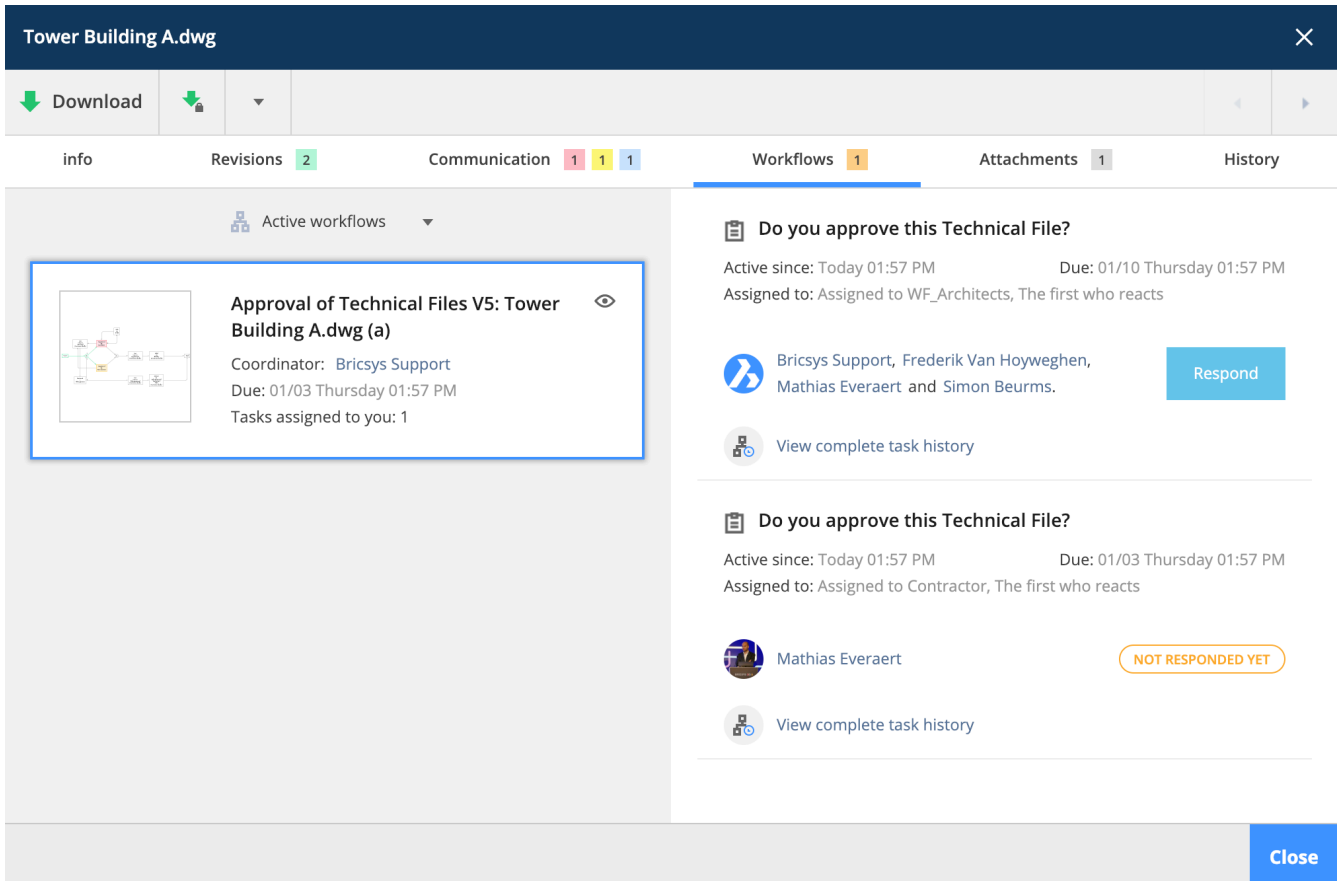 Tower Building A.dwg
Download
info
Revisions 2
Communication 1 1 1
Workflows 1
Attachments 1
History
Active workflows
Approval of Technical Files V5: Tower
Building A.dwg (a)
Coordinator: Bricsys Support
Due: 01/03 Thursday 01:57 PM
Tasks assigned to you: 1
Do you approve this Technical File?
Active since: Today 01:57 PM Due: 01/10 Thursday 01:57 PM
Assigned to: Assigned to WF_Architects, The first who reacts
Bricsys Support, Frederik Van Hoyweghen,
Mathias Everaert and Simon Beurms.
Respond
View complete task history
Do you approve this Technical File?
Active since: Today 01:57 PM Due: 01/03 Thursday 01:57 PM
Assigned to: Assigned to Contractor, The first who reacts
Mathias Everaert
NOT RESPONDED YET
View complete task history
Close